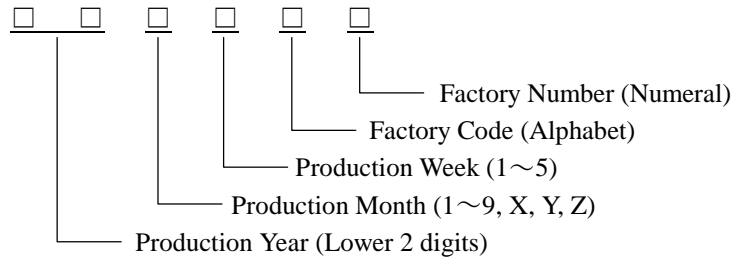 □ □ □ □ □ □
Factory Number (Numeral)
Factory Code (Alphabet)
Production Week (1～5)
Production Month (1～9, X, Y, Z)
Production Year (Lower 2 digits)